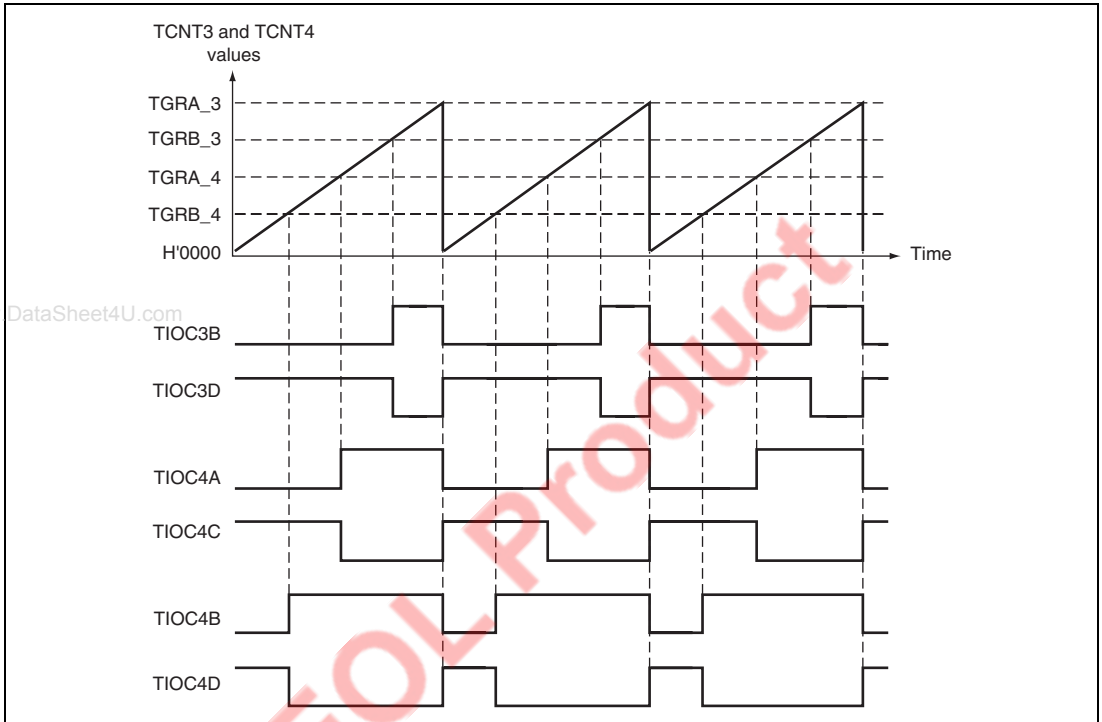 TCNT3 and TCNT4
values
TGRA_3
TGRB_3
TGRA_4
TGRB_4
H'0000
Time
DataSheet4U.com
TIOC3B
TIOC3D
TIOC4A
TIOC4C
TIOC4B
TIOC4D
EOL Product